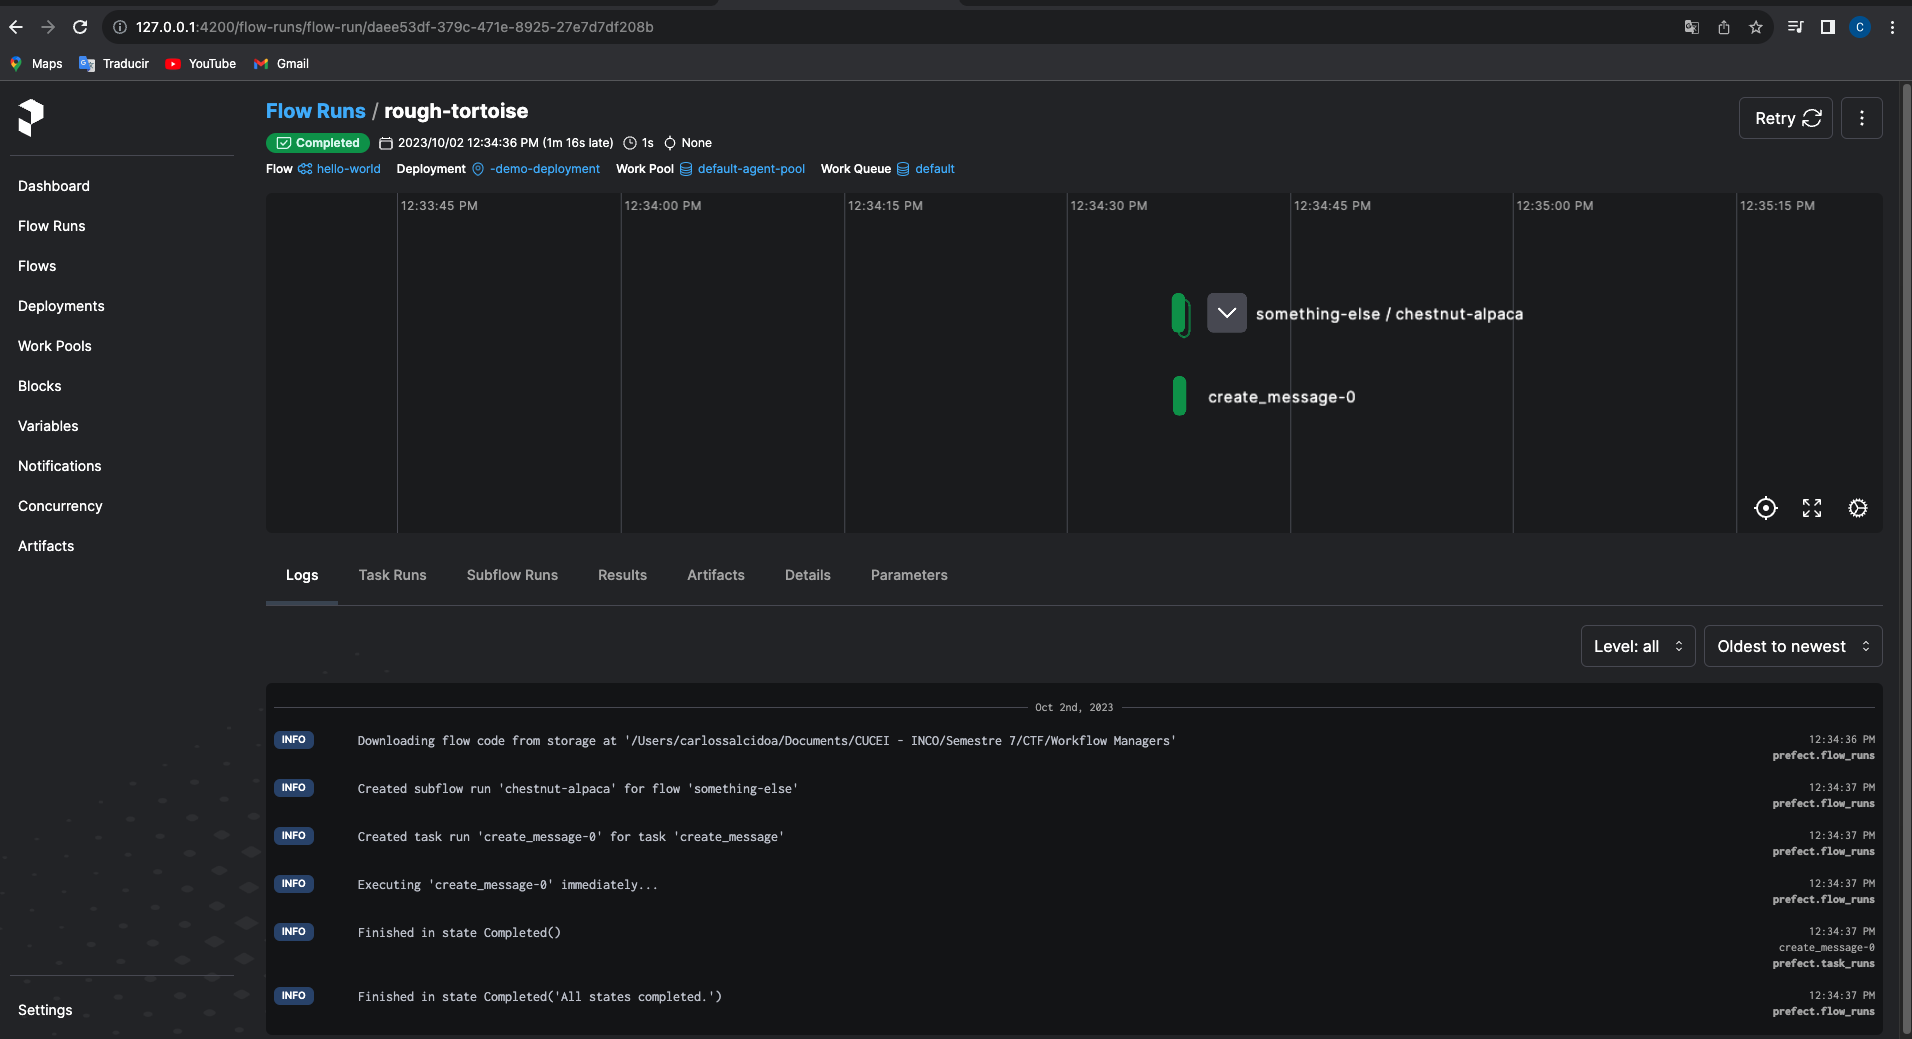 127.0.0.1:4200/flow-runs/flow-run/daee53df-379c-471e-8925-27e7d7df208b
C
Maps Traducir YouTube Gmail
Flow Runs / rough-tortoise
Retry
Completed 2023/10/02 12:34:36 PM (1m 16s late) 1s None
Flow hello-world Deployment -demo-deployment Work Pool default-agent-pool Work Queue default
Dashboard
Flow Runs
Flows
Deployments
Work Pools
Blocks
Variables
Notifications
Concurrency
Artifacts
Settings
12:33:45 PM 12:34:00 PM 12:34:15 PM 12:34:30 PM 12:34:45 PM 12:35:00 PM 12:35:15 PM
something-else / chestnut-alpaca
create_message-0
Logs Task Runs Subflow Runs Results Artifacts Details Parameters
Level: all Oldest to newest
Oct 2nd, 2023
INFO Downloading flow code from storage at '/Users/carlossalcidoa/Documents/CUCEI - INCO/Semestre 7/CTF/Workflow Managers' 12:34:36 PM
prefect.flow_runs
INFO Created subflow run 'chestnut-alpaca' for flow 'something-else' 12:34:37 PM
prefect.flow_runs
INFO Created task run 'create_message-0' for task 'create_message' 12:34:37 PM
prefect.flow_runs
INFO Executing 'create_message-0' immediately... 12:34:37 PM
prefect.flow_runs
INFO Finished in state Completed() 12:34:37 PM
create_message-0
prefect.task_runs
INFO Finished in state Completed('All states completed.') 12:34:37 PM
prefect.flow_runs